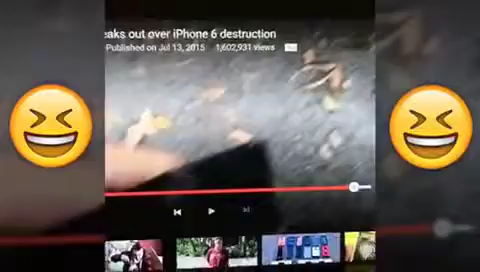 eaks out over iPhone 6 destruction
Published on Jul 13, 2015 1,602,931 views